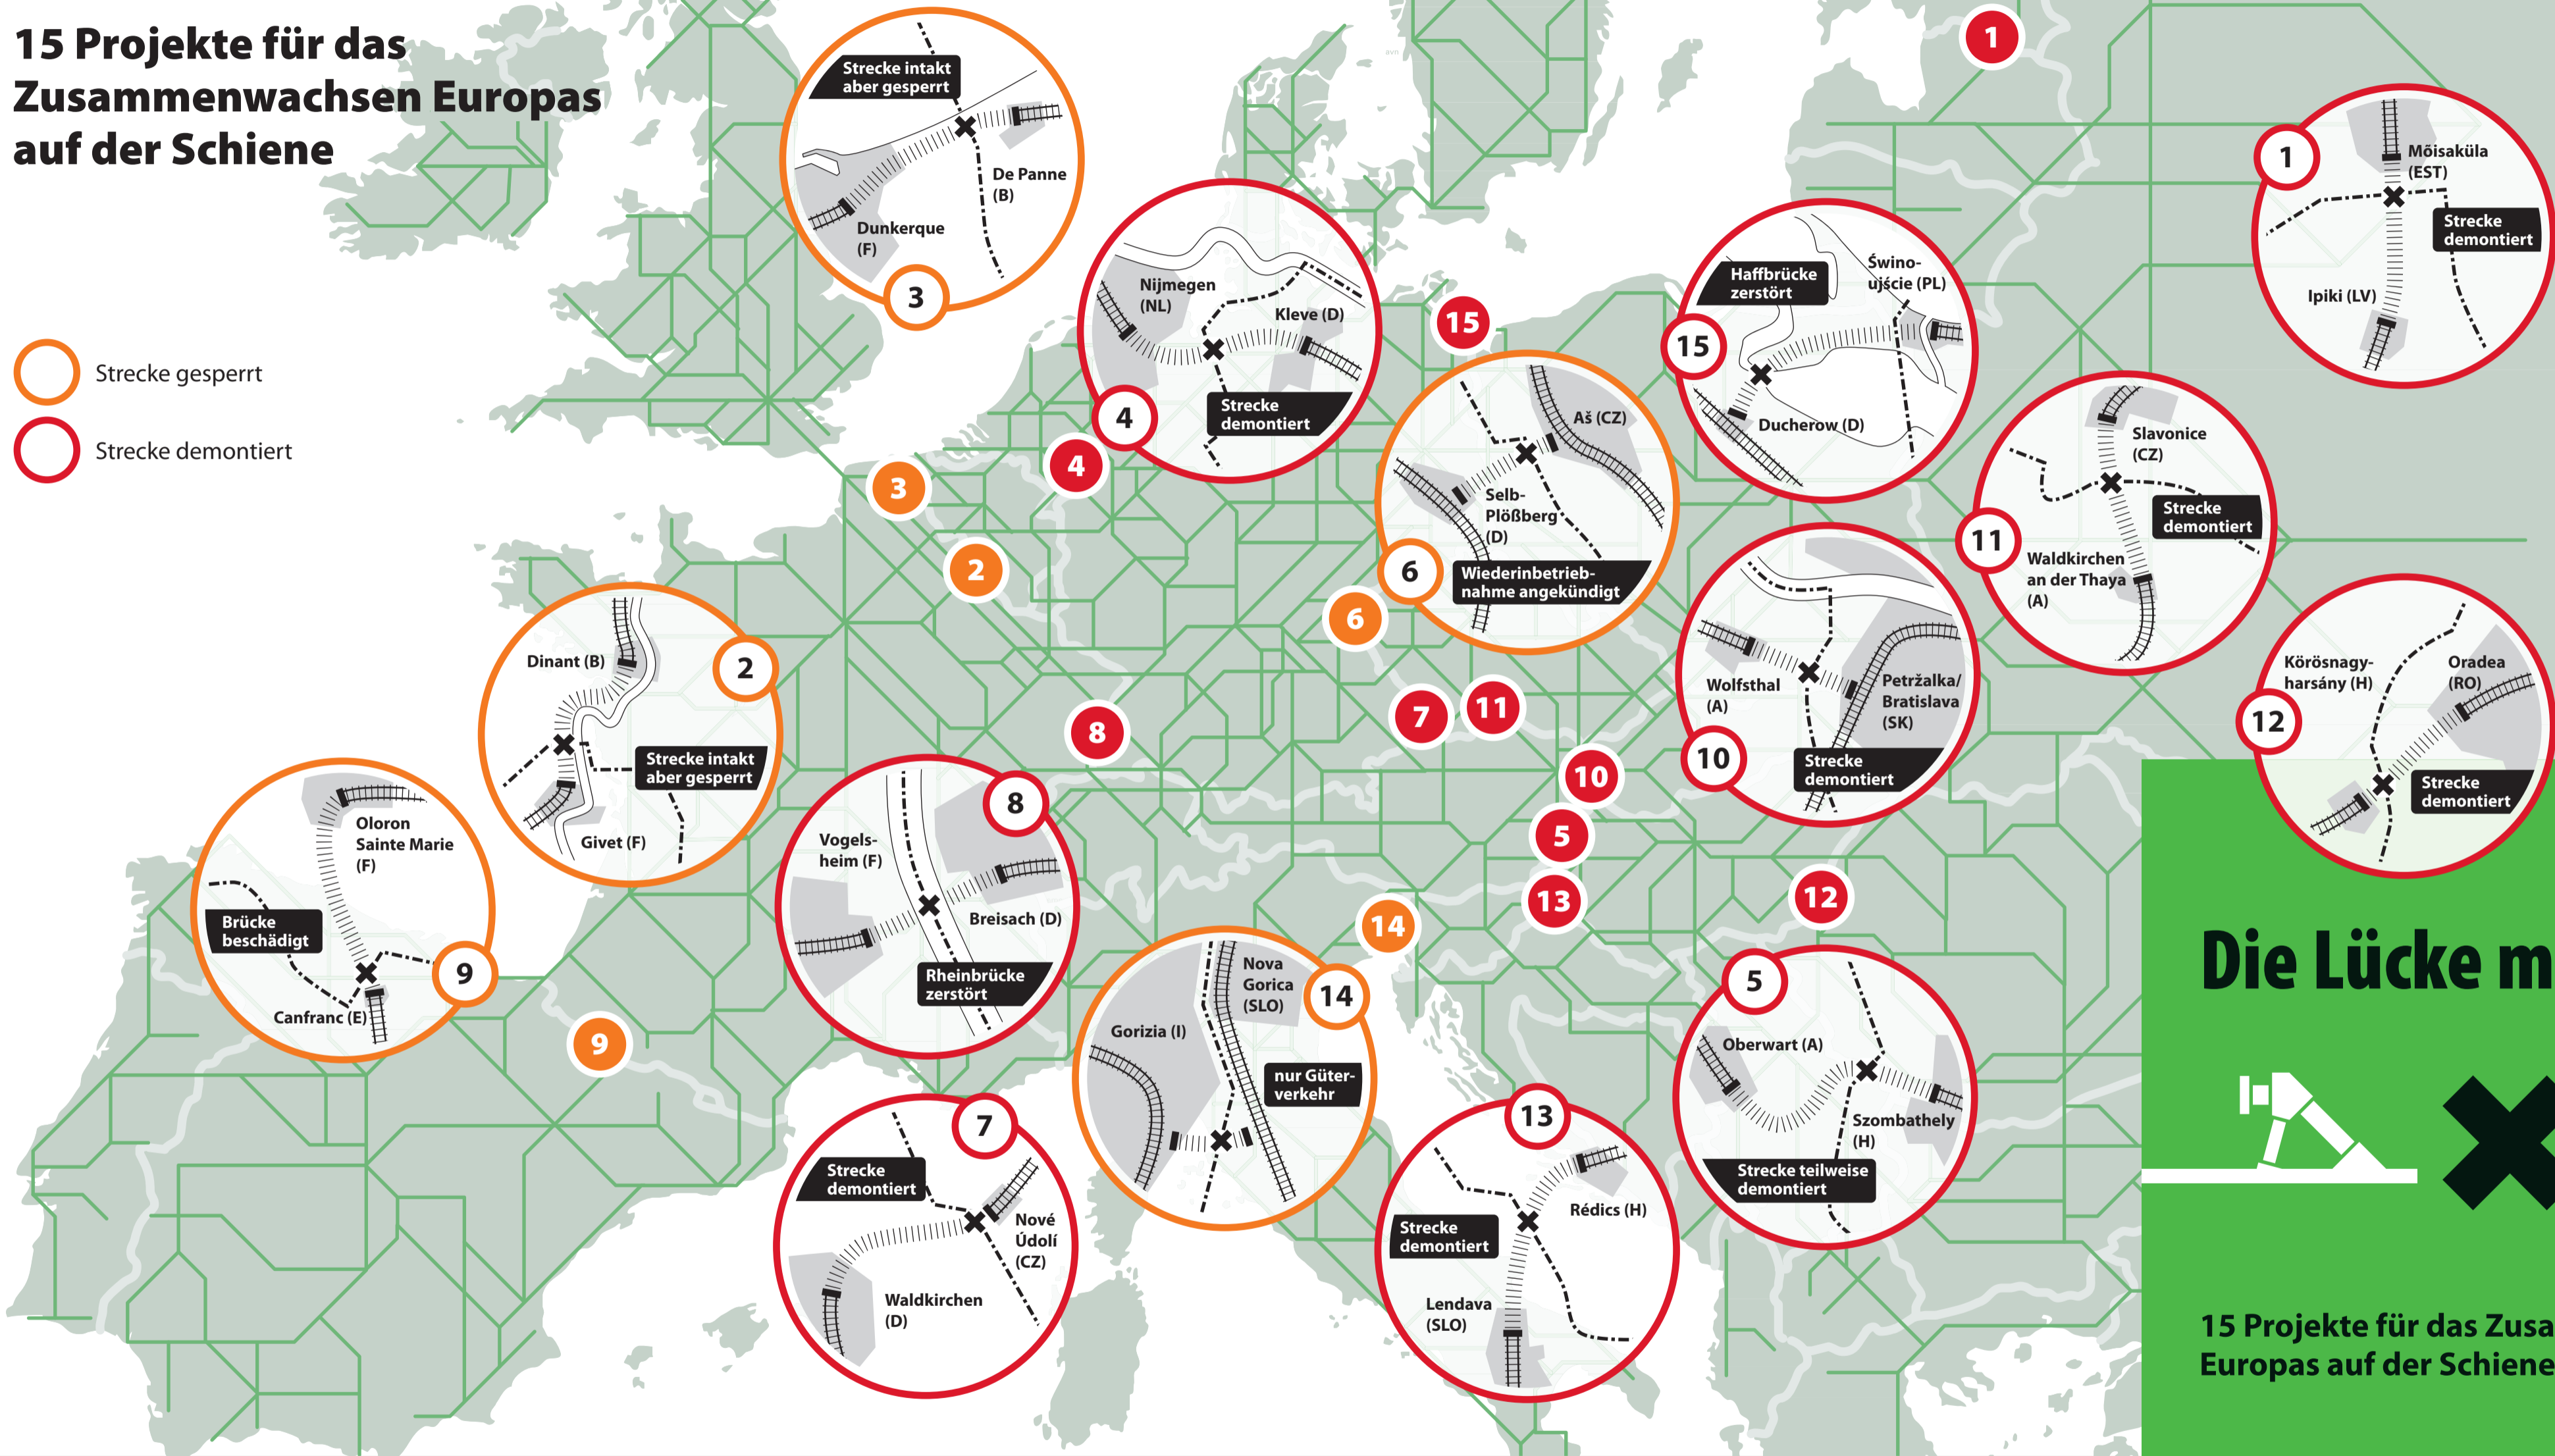 15 Projekte für das
Zusammenwachsen Europas
auf der Schiene
Strecke gesperrt
Strecke demontiert
Strecke intakt
aber gesperrt
De Panne
(B)
Dunkerque
(F)
3
Nijmegen
(NL)
Kleve (D)
4
Strecke
demontiert
1
1
Mõisaküla
(EST)
Strecke
demontiert
Ipiki (LV)
Haffbrücke
zerstört
Świno-
ujście (PL)
15
Ducherow (D)
15
Aš (CZ)
Selb-
Plößberg
(D)
6
Wiederinbetrieb-
nahme angekündigt
Slavonice
(CZ)
Strecke
demontiert
11
Waldkirchen
an der Thaya
(A)
4
3
2
6
7
11
8
10
5
13
12
14
9
Dinant (B)
2
Strecke intakt
aber gesperrt
Givet (F)
Wolfsthal
(A)
Petržalka/
Bratislava
(SK)
10
Strecke
demontiert
Körösnagy-
harsány (H)
Oradea
(RO)
12
Strecke
demontiert
Oloron
Sainte Marie
(F)
Brücke
beschädigt
9
Canfranc (E)
8
Vogels-
heim (F)
Breisach (D)
Rheinbrücke
zerstört
Nova
Gorica
(SLO)
14
Gorizia (I)
nur Güter-
verkehr
5
Oberwart (A)
Szombathely
(H)
Strecke teilweise
demontiert
7
Strecke
demontiert
Nové
Údolí
(CZ)
Waldkirchen
(D)
13
Rédics (H)
Strecke
demontiert
Lendava
(SLO)
Die Lücke m
15 Projekte für das Zusa
Europas auf der Schiene